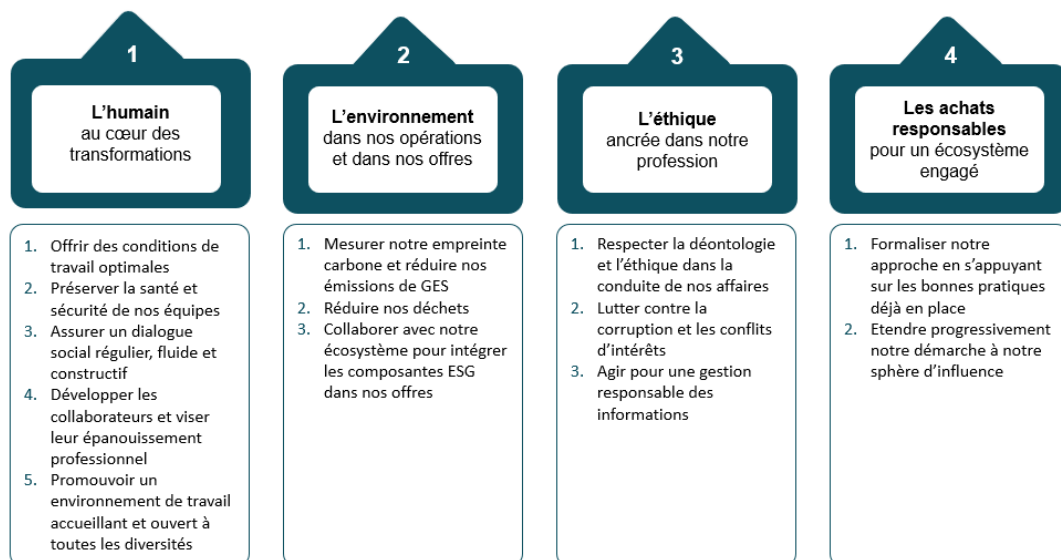 1
L’humain
au cœur des
transformations
1. Offrir des conditions de
travail optimales
2. Préserver la santé et
sécurité de nos équipes
3. Assurer un dialogue
social régulier, fluide et
constructif
4. Développer les
collaborateurs et viser
leur épanouissement
professionnel
5. Promouvoir un
environnement de travail
accueillant et ouvert à
toutes les diversités
2
L’environnement
dans nos opérations
et dans nos offres
1. Mesurer notre empreinte
carbone et réduire nos
émissions de GES
2. Réduire nos déchets
3. Collaborer avec notre
écosystème pour intégrer
les composantes ESG
dans nos offres
3
L’éthique
ancrée dans notre
profession
1. Respecter la déontologie
et l’éthique dans la
conduite de nos affaires
2. Lutter contre la
corruption et les conflits
d’intérêts
3. Agir pour une gestion
responsable des
informations
4
Les achats
responsables
pour un écosystème
engagé
1. Formaliser notre
approche en s’appuyant
sur les bonnes pratiques
déjà en place
2. Etendre progressivement
notre démarche à notre
sphère d’influence